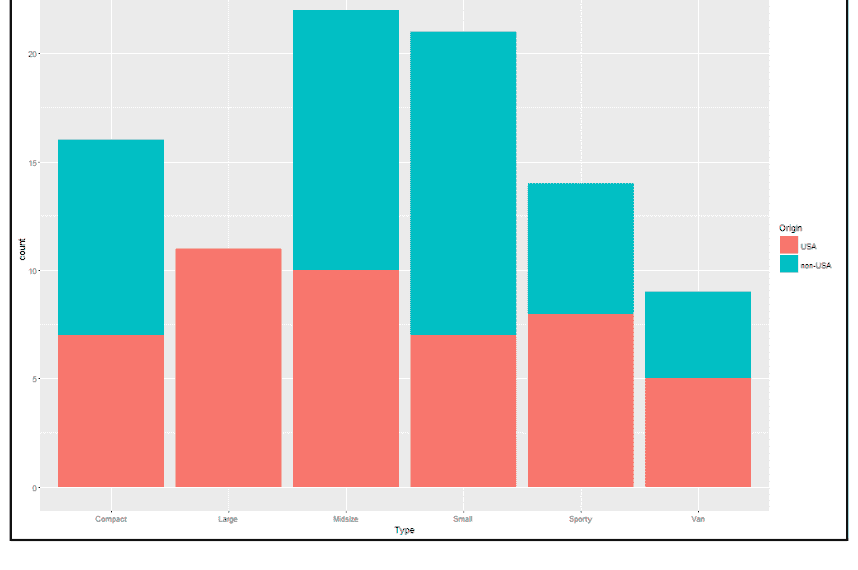 20
15
10
5
0
count
Compact Large Midsize Small Sporty Van
Type
Origin
USA
non-USA